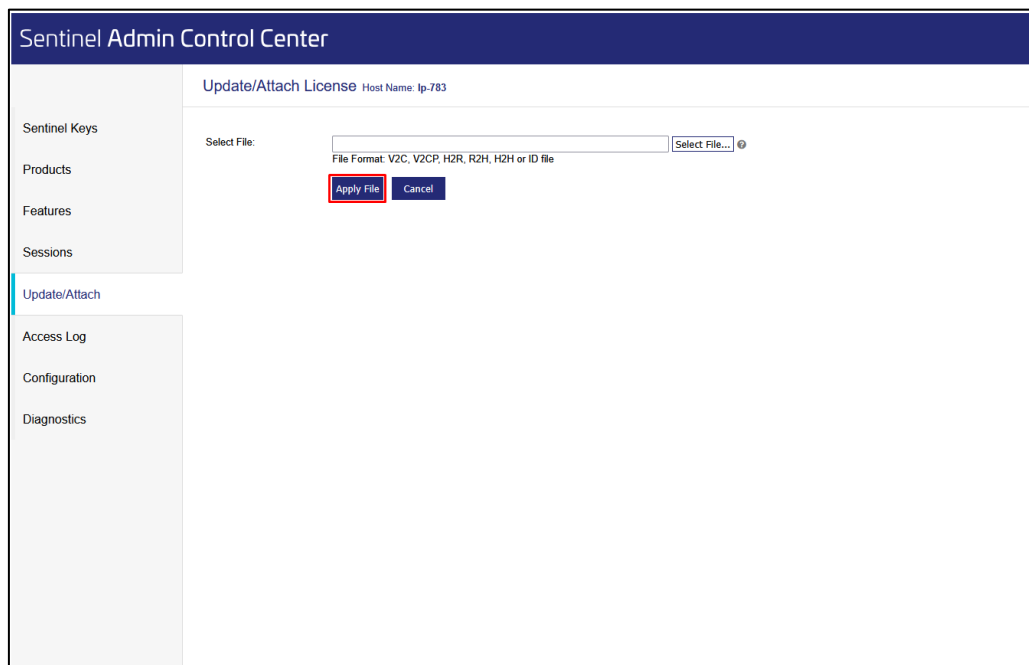 Sentinel Admin Control Center
Update/Attach License Host Name: lp-783
Sentinel Keys
Products
Features
Sessions
Update/Attach
Access Log
Configuration
Diagnostics
Select File:
Select File...
File Format: V2C, V2CP, H2R, R2H, H2H or ID file
Apply File
Cancel